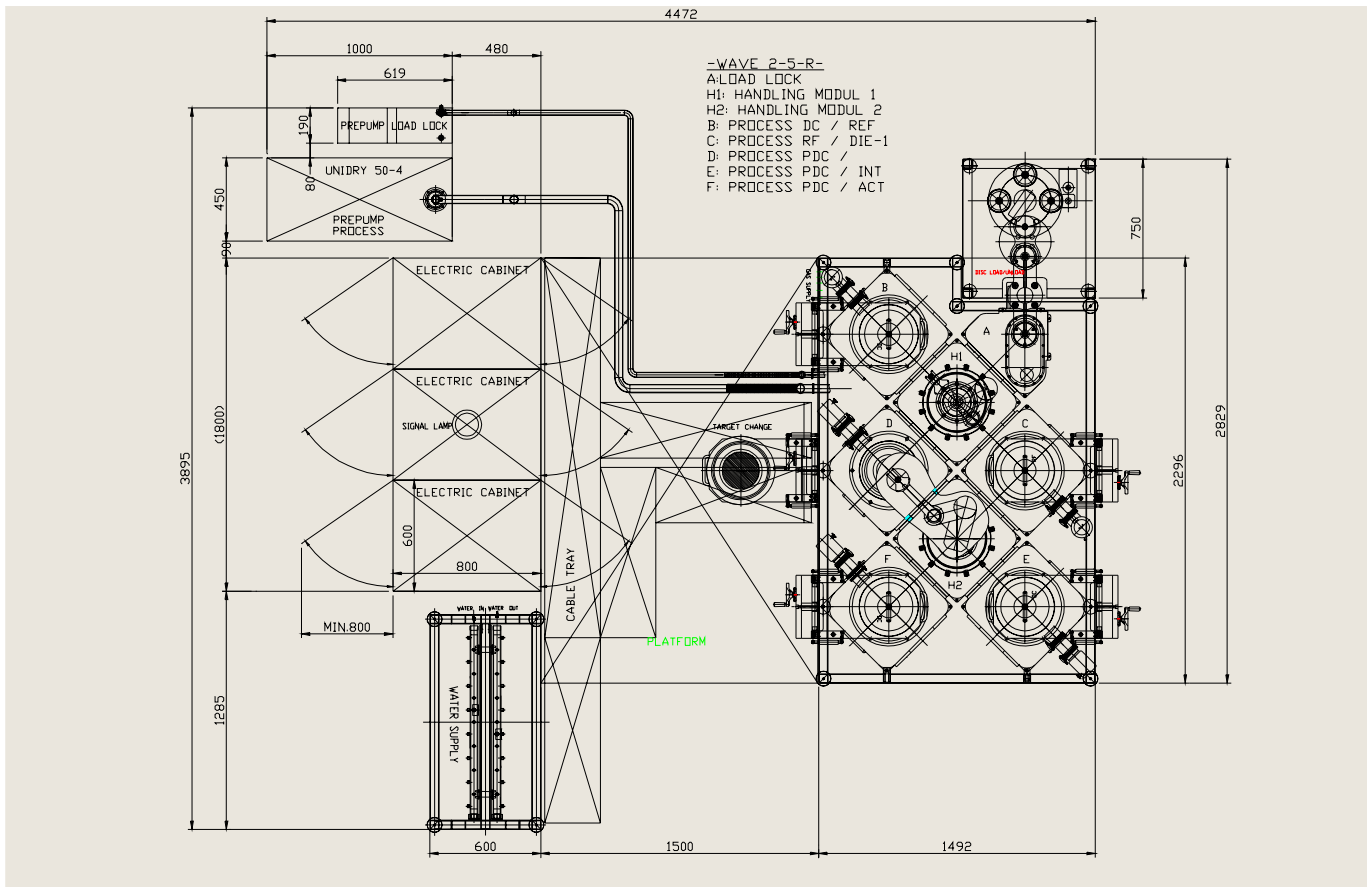 4472
1000
480
619
-WAVE 2-5-R-
A:LOAD LOCK
H1: HANDLING MODUL 1
H2: HANDLING MODUL 2
B: PROCESS DC / REF
C: PROCESS RF / DIE-1
D: PROCESS PDC /
E: PROCESS PDC / INT
F: PROCESS PDC / ACT
190
PREPUMP
LOAD LOCK
80
UNIDRY 50-4
450
PREPUMP
PROCESS
90
750
ELECTRIC CABINET
DISC LOAD/UNLOAD
GAS SUPPLY
B
A
H1
ELECTRIC CABINET
(1800)
SIGNAL LAMP
TARGET CHANGE
D
C
3895
2829
2296
ELECTRIC CABINET
600
800
CABLE TRAY
F
E
H2
WATER IN
WATER OUT
MIN.800
PLATFORM
1285
WATER SUPPLY
600
1500
1492